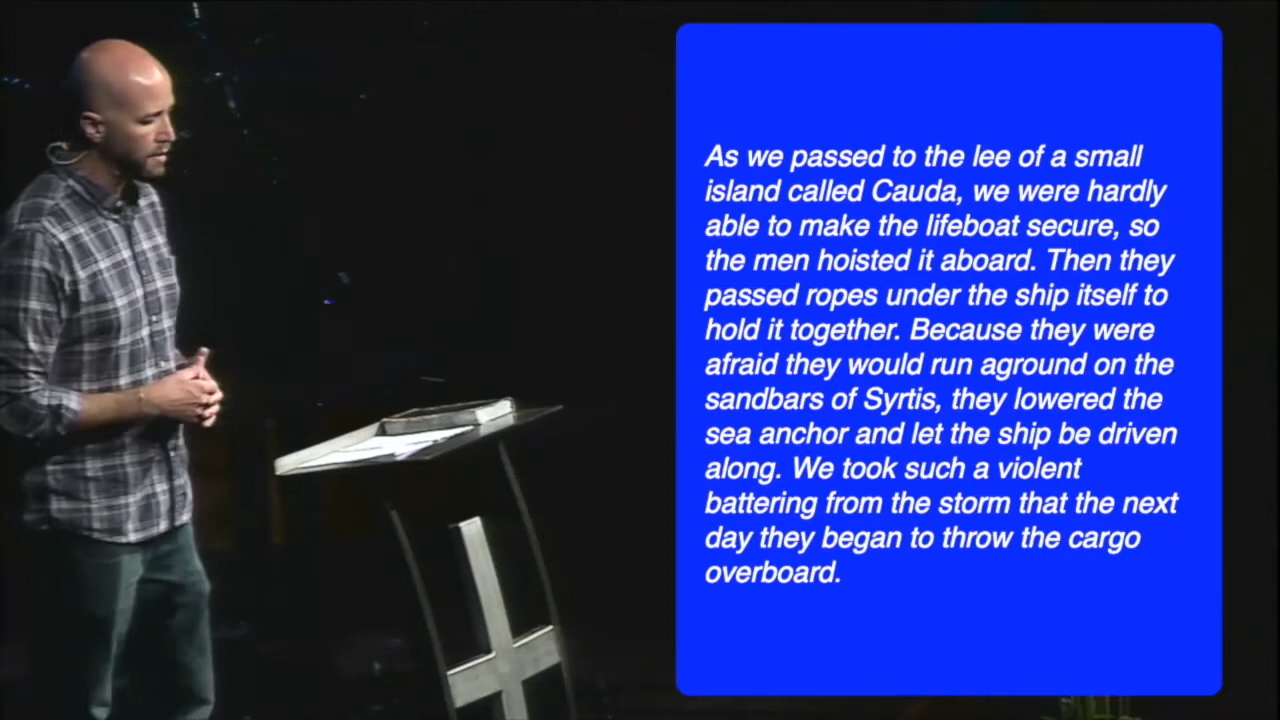 As we passed to the lee of a small
island called Cauda, we were hardly
able to make the lifeboat secure, so
the men hoisted it aboard. Then they
passed ropes under the ship itself to
hold it together. Because they were
afraid they would run aground on the
sandbars of Syrtis, they lowered the
sea anchor and let the ship be driven
along. We took such a violent
battering from the storm that the next
day they began to throw the cargo
overboard.